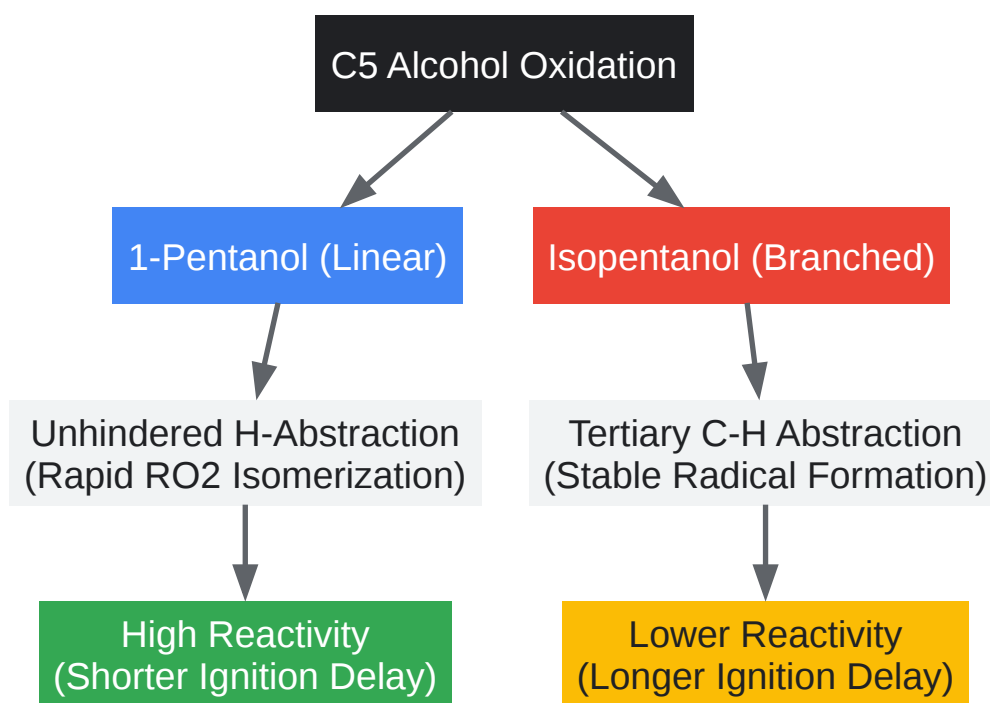 C5 Alcohol Oxidation
1-Pentanol (Linear)
Isopentanol (Branched)
Unhindered H-Abstraction
(Rapid RO2 Isomerization)
Tertiary C-H Abstraction
(Stable Radical Formation)
High Reactivity
(Shorter Ignition Delay)
Lower Reactivity
(Longer Ignition Delay)